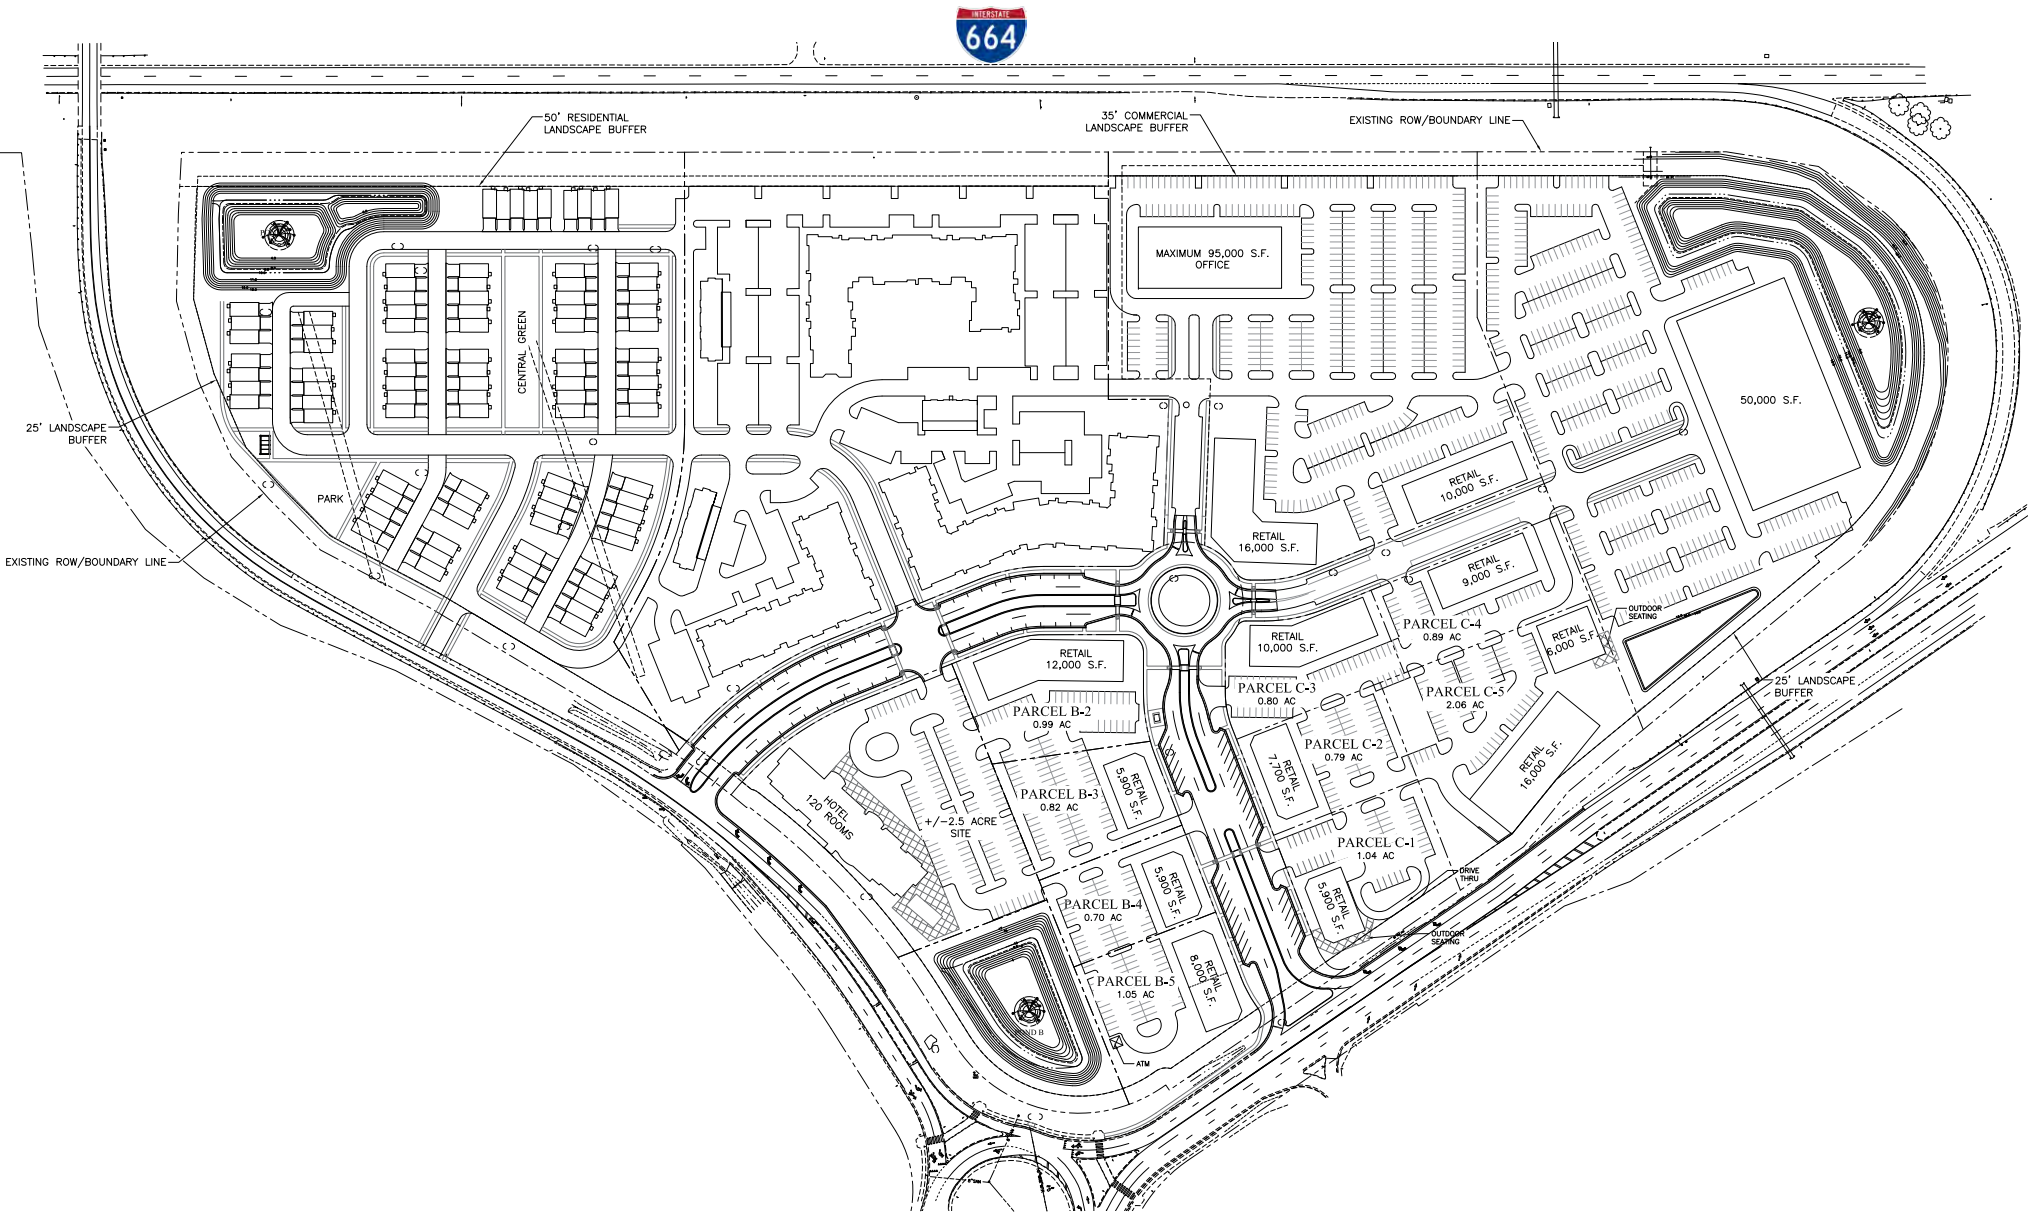 INTERSTATE
664
50' RESIDENTIAL
LANDSCAPE BUFFER
35' COMMERCIAL
LANDSCAPE BUFFER
EXISTING ROW/BOUNDARY LINE
MAXIMUM 95,000 S.F.
OFFICE
CENTRAL GREEN
50,000 S.F.
25' LANDSCAPE
BUFFER
PARK
RETAIL
10,000 S.F.
RETAIL
16,000 S.F.
EXISTING ROW/BOUNDARY LINE
RETAIL
9,000 S.F.
OUTDOOR
SEATING
PARCEL C-4
0.89 AC
RETAIL
6,000 S.F.
RETAIL
10,000 S.F.
RETAIL
12,000 S.F.
PARCEL C-3
0.80 AC
PARCEL C-5
2.06 AC
25' LANDSCAPE
BUFFER
PARCEL B-2
0.99 AC
PARCEL C-2
0.79 AC
RETAIL
7,700 S.F.
RETAIL
16,000 S.F.
RETAIL
5,900 S.F.
PARCEL B-3
0.82 AC
HOTEL
120 ROOMS
+/-2.5 ACRE
SITE
PARCEL C-1
1.04 AC
DRIVE
THRU
RETAIL
5,900 S.F.
RETAIL
5,900 S.F.
PARCEL B-4
0.70 AC
OUTDOOR
SEATING
RETAIL
8,000 S.F.
PARCEL B-5
1.05 AC
POND B
ATM